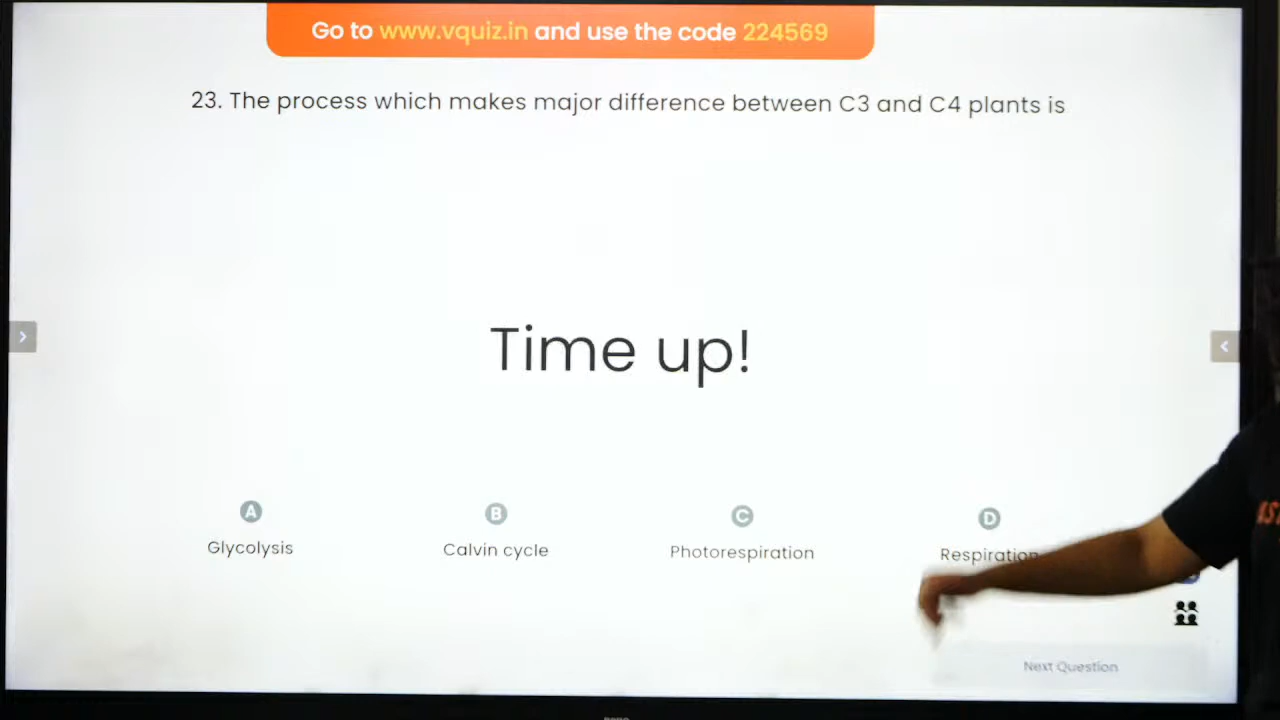 Go to www.vquiz.in and use the code 224569
23. The process which makes major difference between C3 and C4 plants is
Time up!
A
B
C
D
Glycolysis
Calvin cycle
Photorespiration
Respiration
Next Question